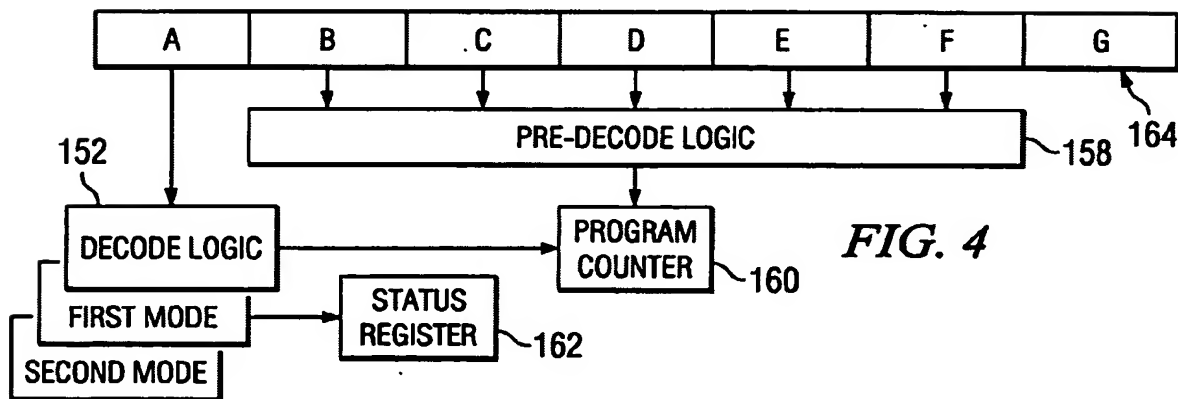 A B C D E F G
PRE-DECODE LOGIC
158
164
152
DECODE LOGIC
PROGRAM
COUNTER
160
FIG. 4
FIRST MODE
STATUS
REGISTER
162
SECOND MODE